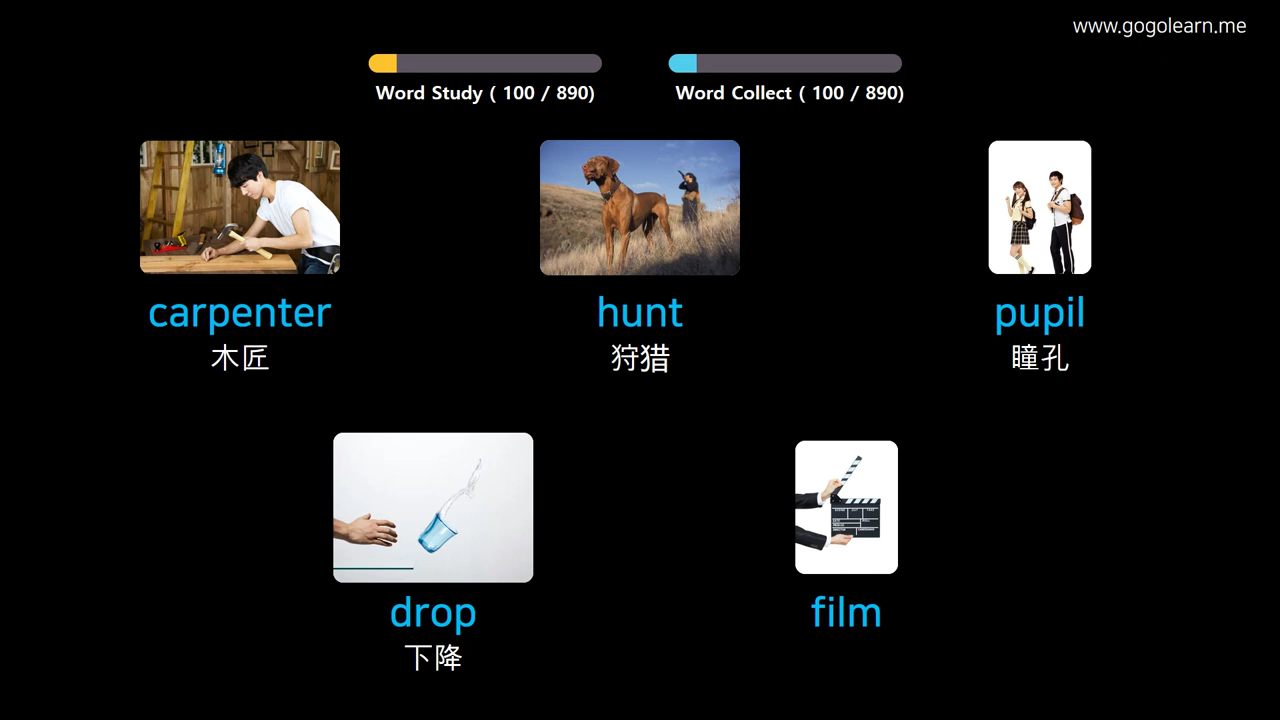 www.gogolearn.me
Word Study ( 100 / 890)
Word Collect ( 100 / 890)
carpenter
木匠
hunt
狩猎
pupil
瞳孔
drop
下降
film